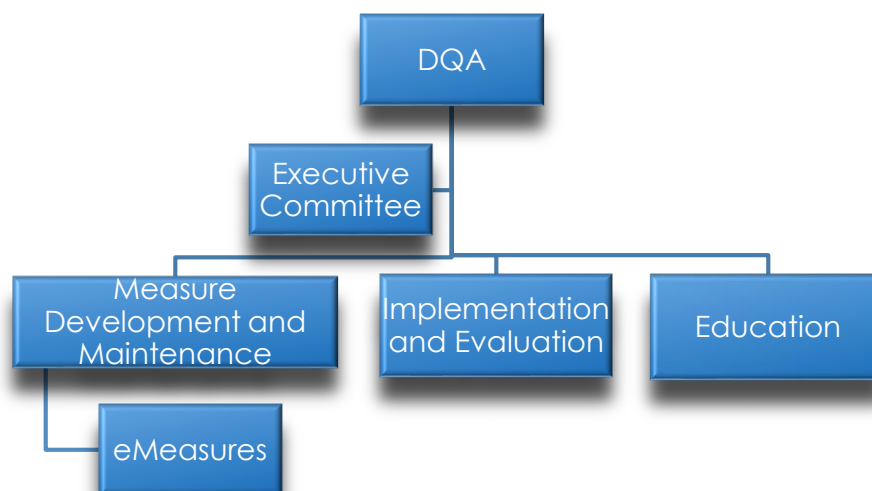 DQA
Executive
Committee
Measure
Development and
Maintenance
Implementation
and Evaluation
Education
eMeasures